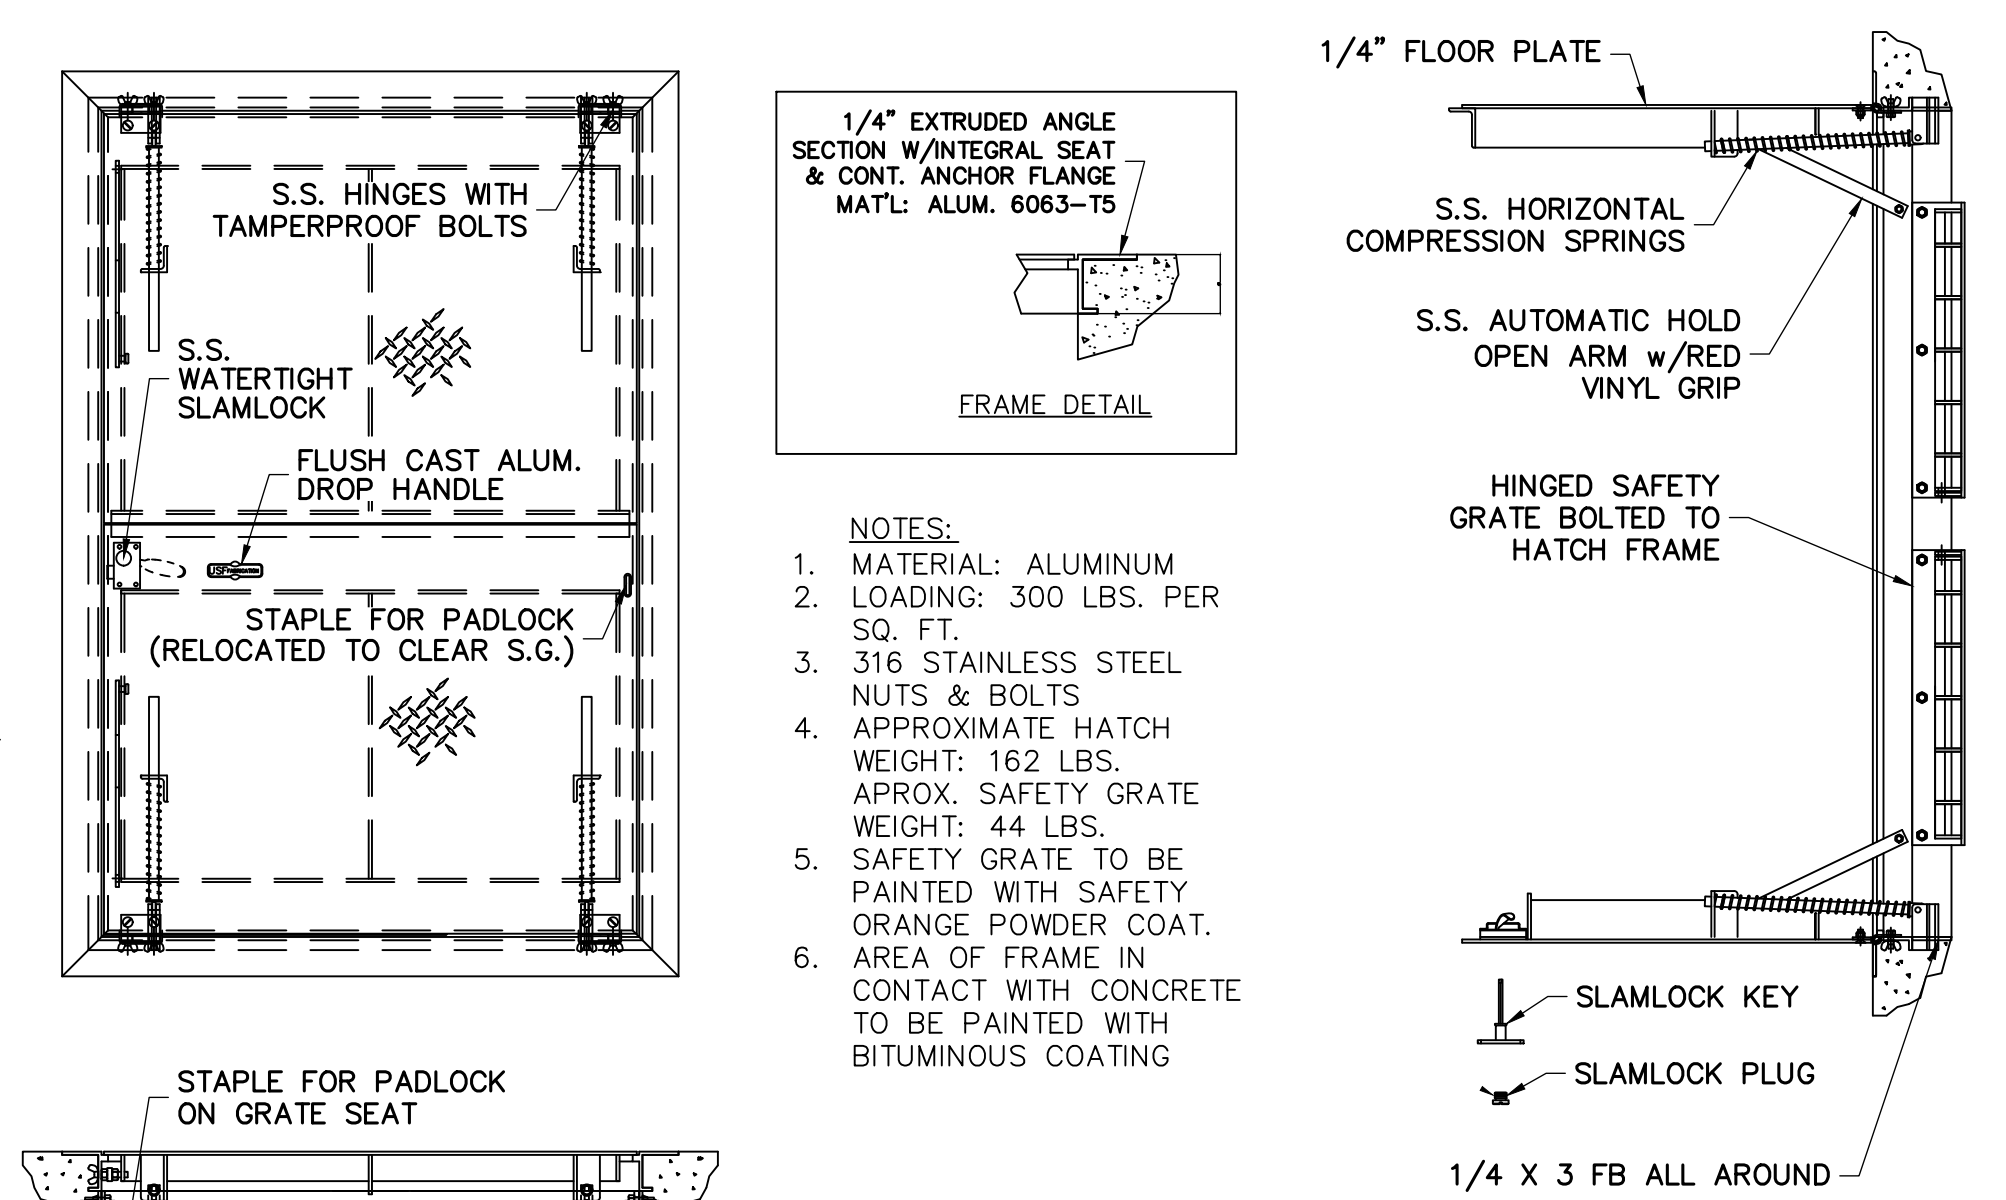 S.S. HINGES WITH
TAMPERPROOF BOLTS
S.S.
WATERTIGHT
SLAMLOCK
FLUSH CAST ALUM.
DROP HANDLE
USF FABRICATION
STAPLE FOR PADLOCK
(RELOCATED TO CLEAR S.G.)
STAPLE FOR PADLOCK
ON GRATE SEAT
1/4" EXTRUDED ANGLE
SECTION W/INTEGRAL SEAT
& CONT. ANCHOR FLANGE
MAT'L: ALUM. 6063-T5
FRAME DETAIL
NOTES:
1. MATERIAL: ALUMINUM
2. LOADING: 300 LBS. PER
SQ. FT.
3. 316 STAINLESS STEEL
NUTS & BOLTS
4. APPROXIMATE HATCH
WEIGHT: 162 LBS.
APROX. SAFETY GRATE
WEIGHT: 44 LBS.
5. SAFETY GRATE TO BE
PAINTED WITH SAFETY
ORANGE POWDER COAT.
6. AREA OF FRAME IN
CONTACT WITH CONCRETE
TO BE PAINTED WITH
BITUMINOUS COATING
1/4" FLOOR PLATE
S.S. HORIZONTAL
COMPRESSION SPRINGS
S.S. AUTOMATIC HOLD
OPEN ARM w/RED
VINYL GRIP
HINGED SAFETY
GRATE BOLTED TO
HATCH FRAME
SLAMLOCK KEY
SLAMLOCK PLUG
1/4 X 3 FB ALL AROUND